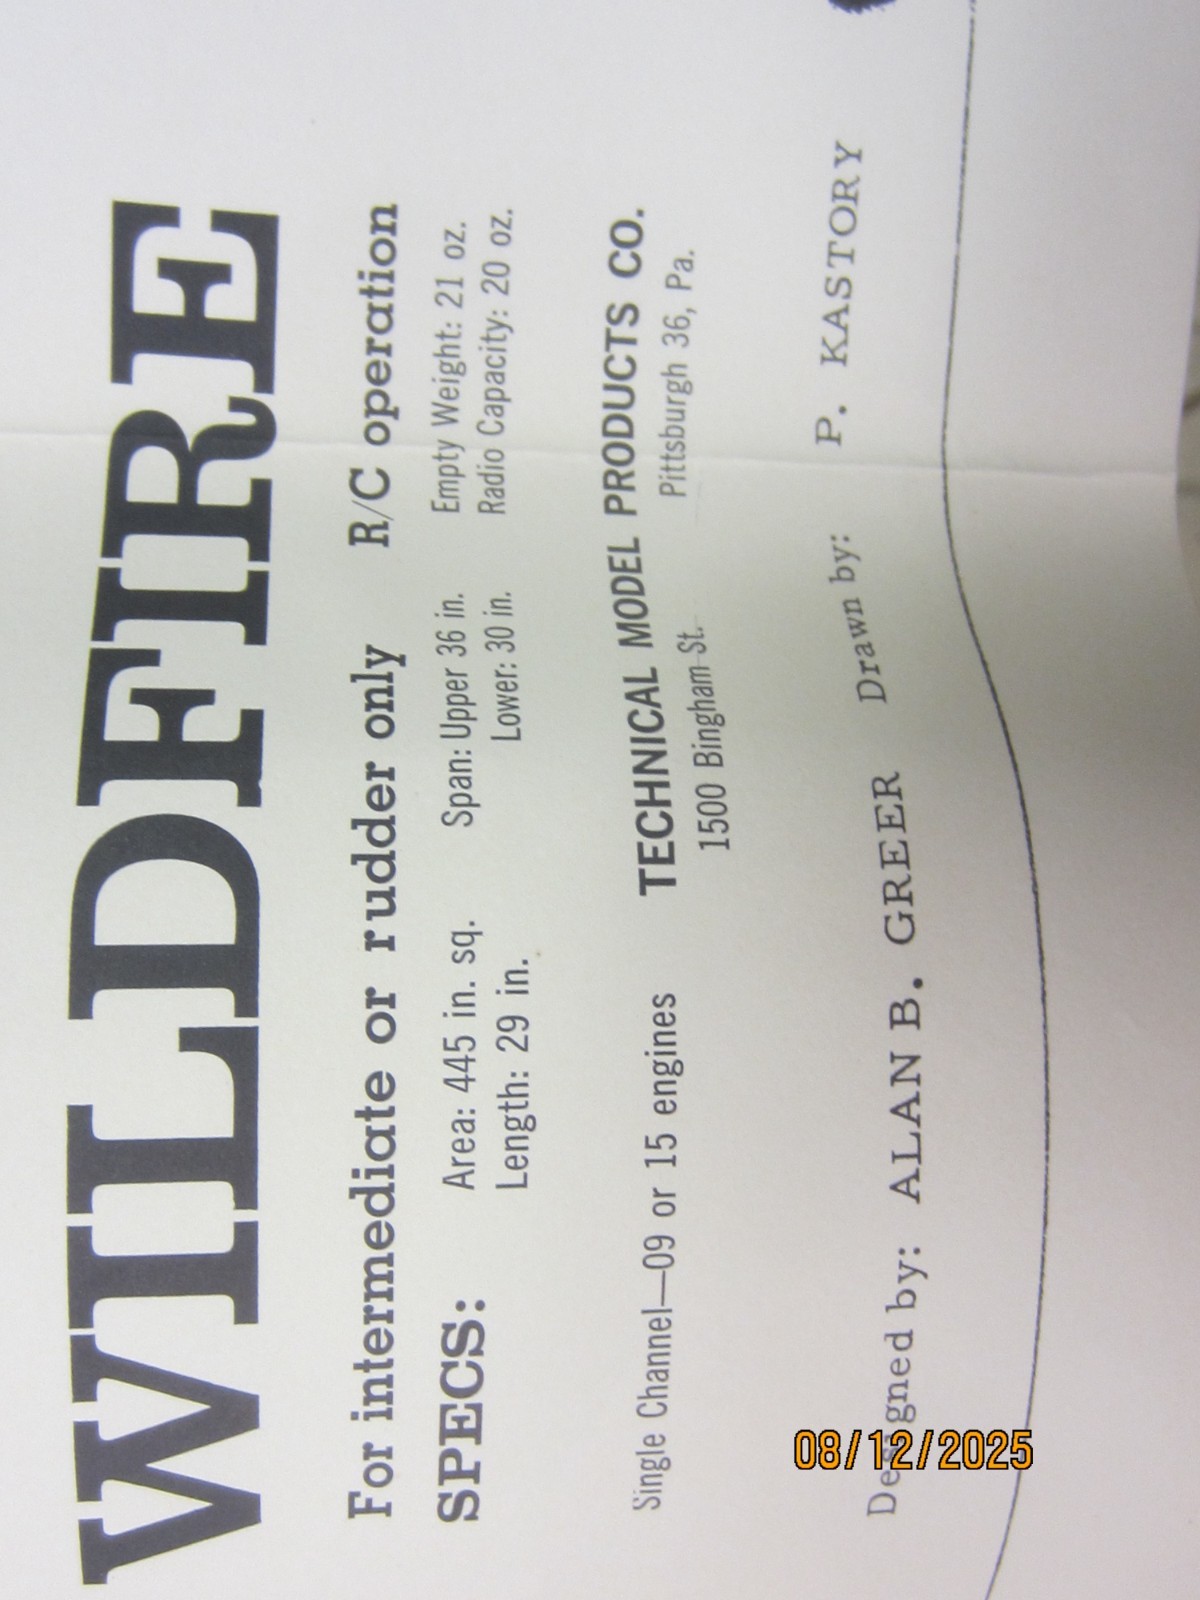 WILDFIRE
For intermediate or rudder only R/C operation
SPECS: Area: 445 in. sq. Span: Upper 36 in. Empty Weight: 21 oz.
Length: 29 in. Lower: 30 in. Radio Capacity: 20 oz.
Single Channel—09 or 15 engines TECHNICAL MODEL PRODUCTS CO.
1500 Bingham St. Pittsburgh 36, Pa.
Designed by: ALAN B. GREER Drawn by: P. KASTORY
08/12/2025